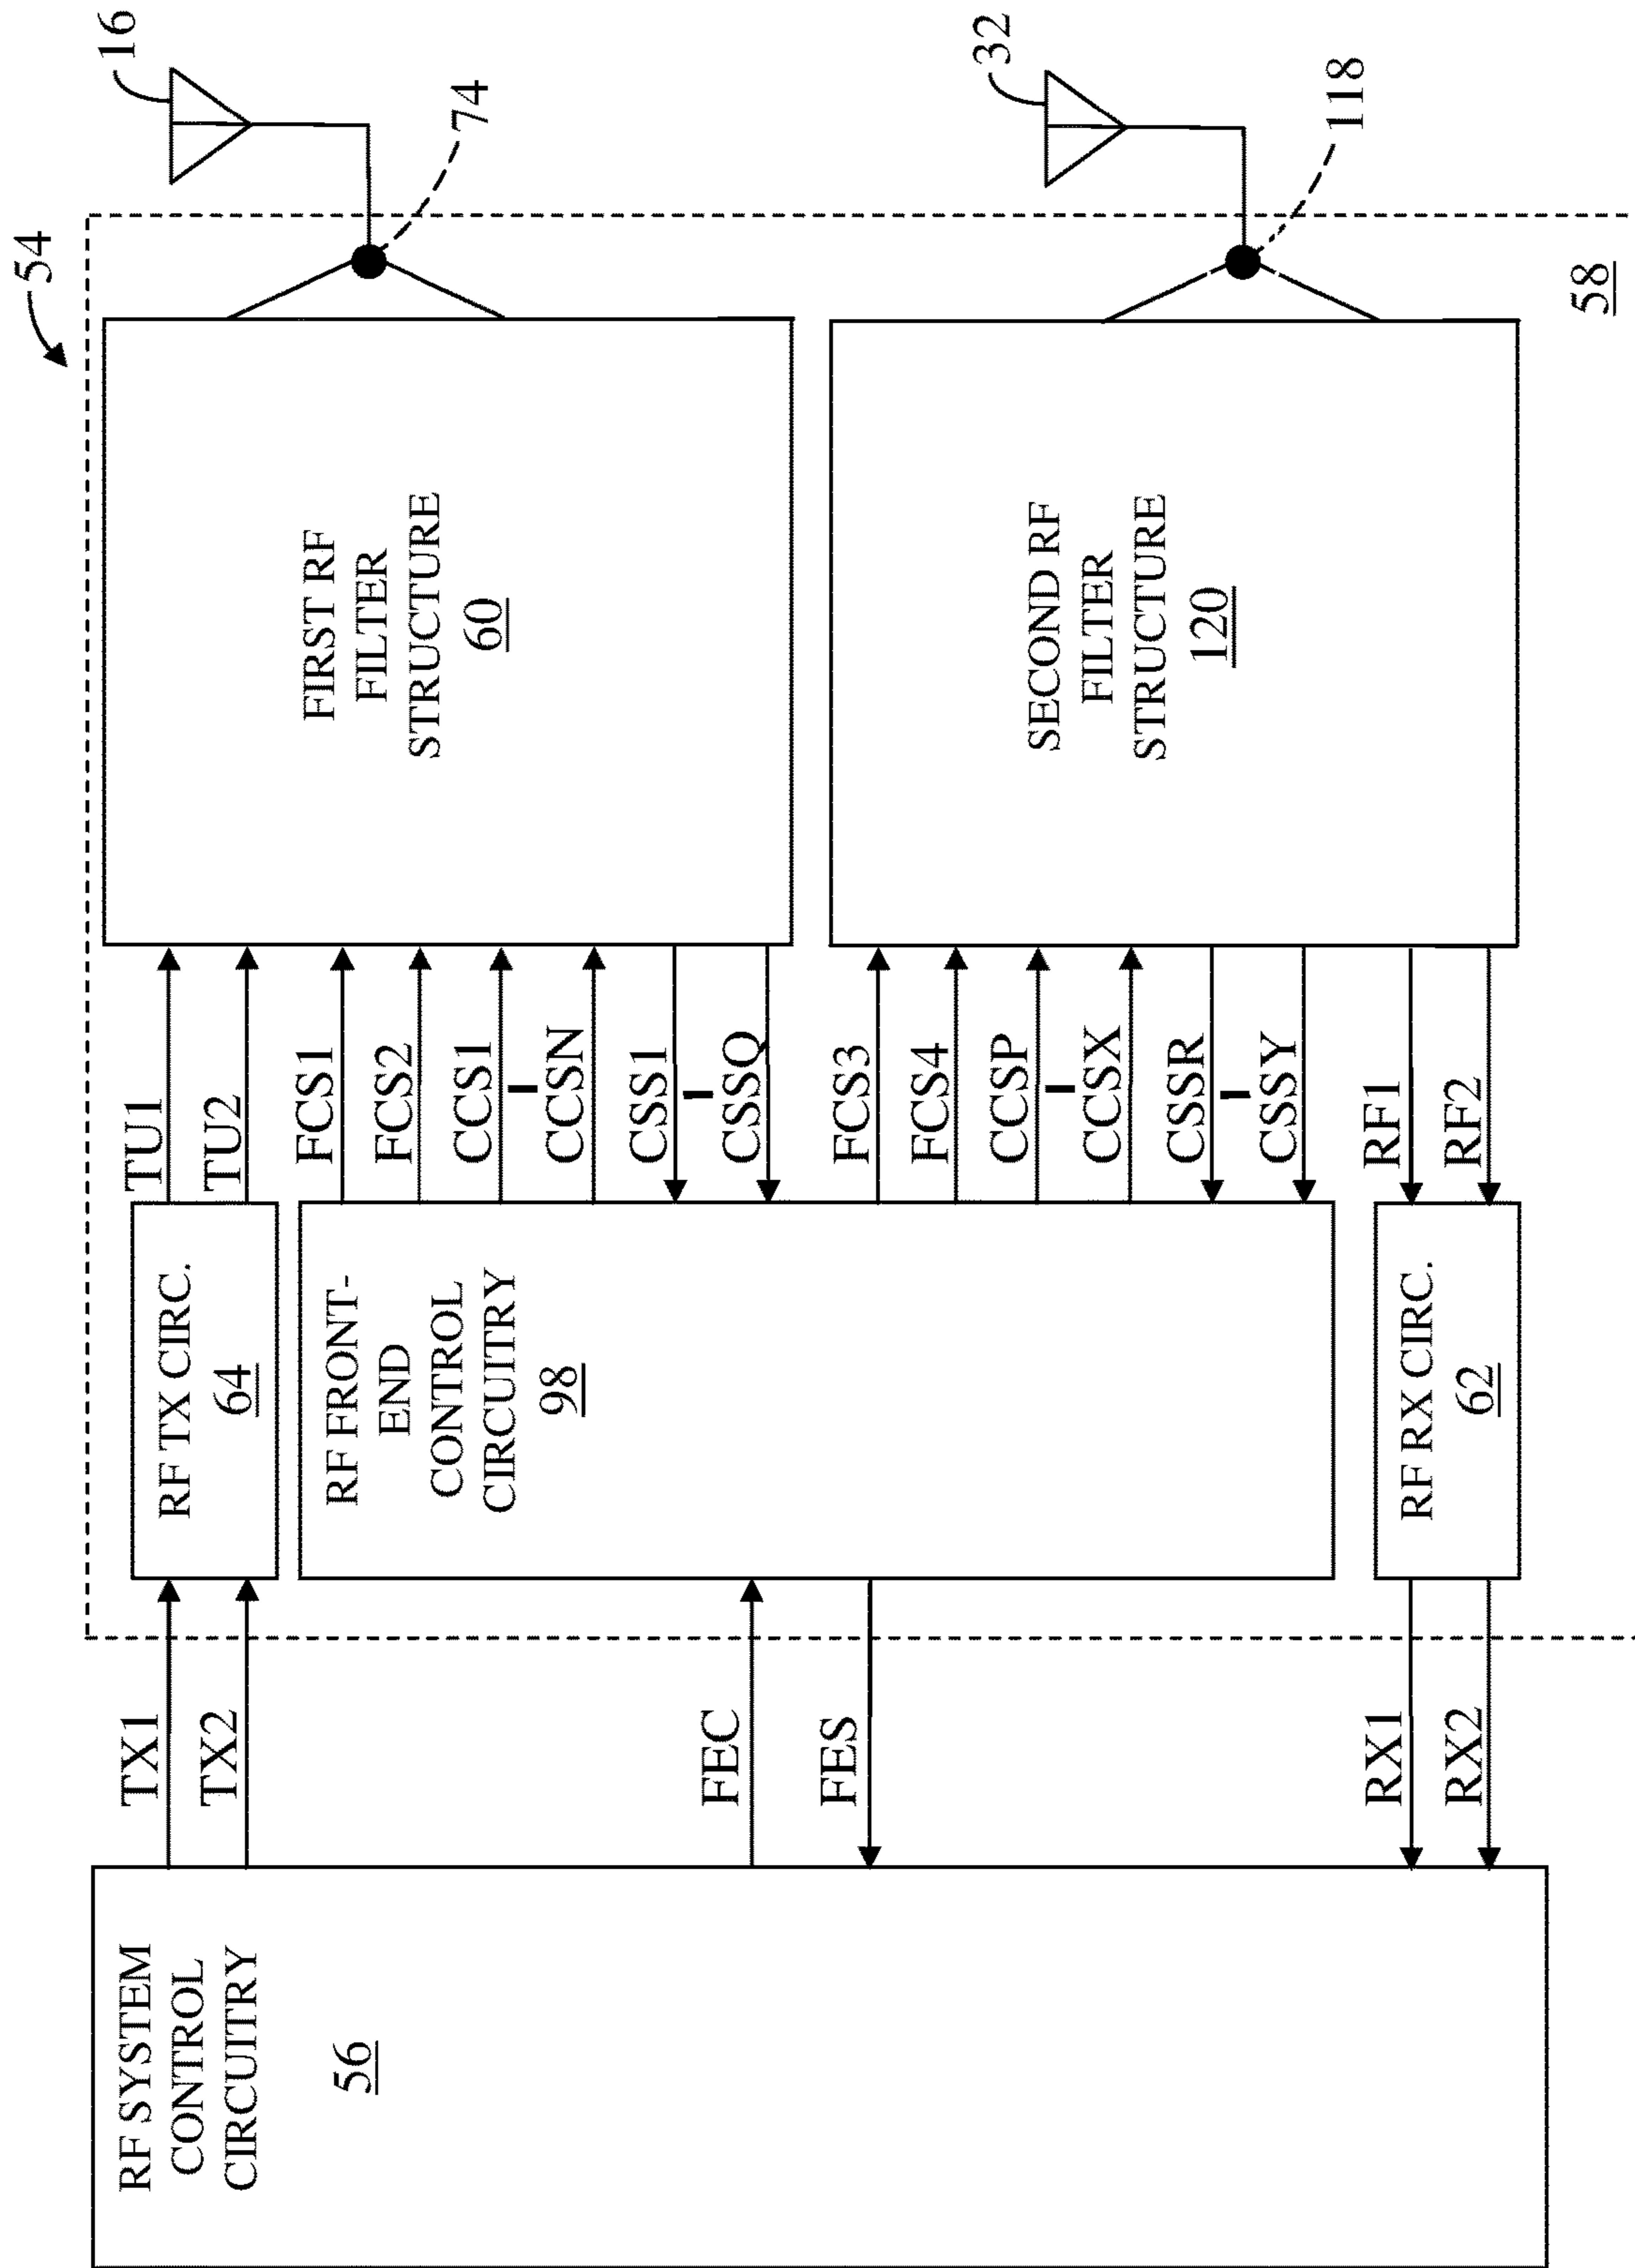 54
RF SYSTEM
CONTROL
CIRCUITRY
56
TX1
TX2
FEC
FES
RX1
RX2
RF TX CIRC.
64
RF FRONT-
END
CONTROL
CIRCUITRY
98
RF RX CIRC.
62
TU1
TU2
FCS1
FCS2
CCS1
-
CCSN
CSS1
-
CSSQ
FCS3
FCS4
CCSP
-
CCSX
CSSR
-
CSSY
RF1
RF2
FIRST RF
FILTER
STRUCTURE
60
SECOND RF
FILTER
STRUCTURE
120
16
74
32
118
58